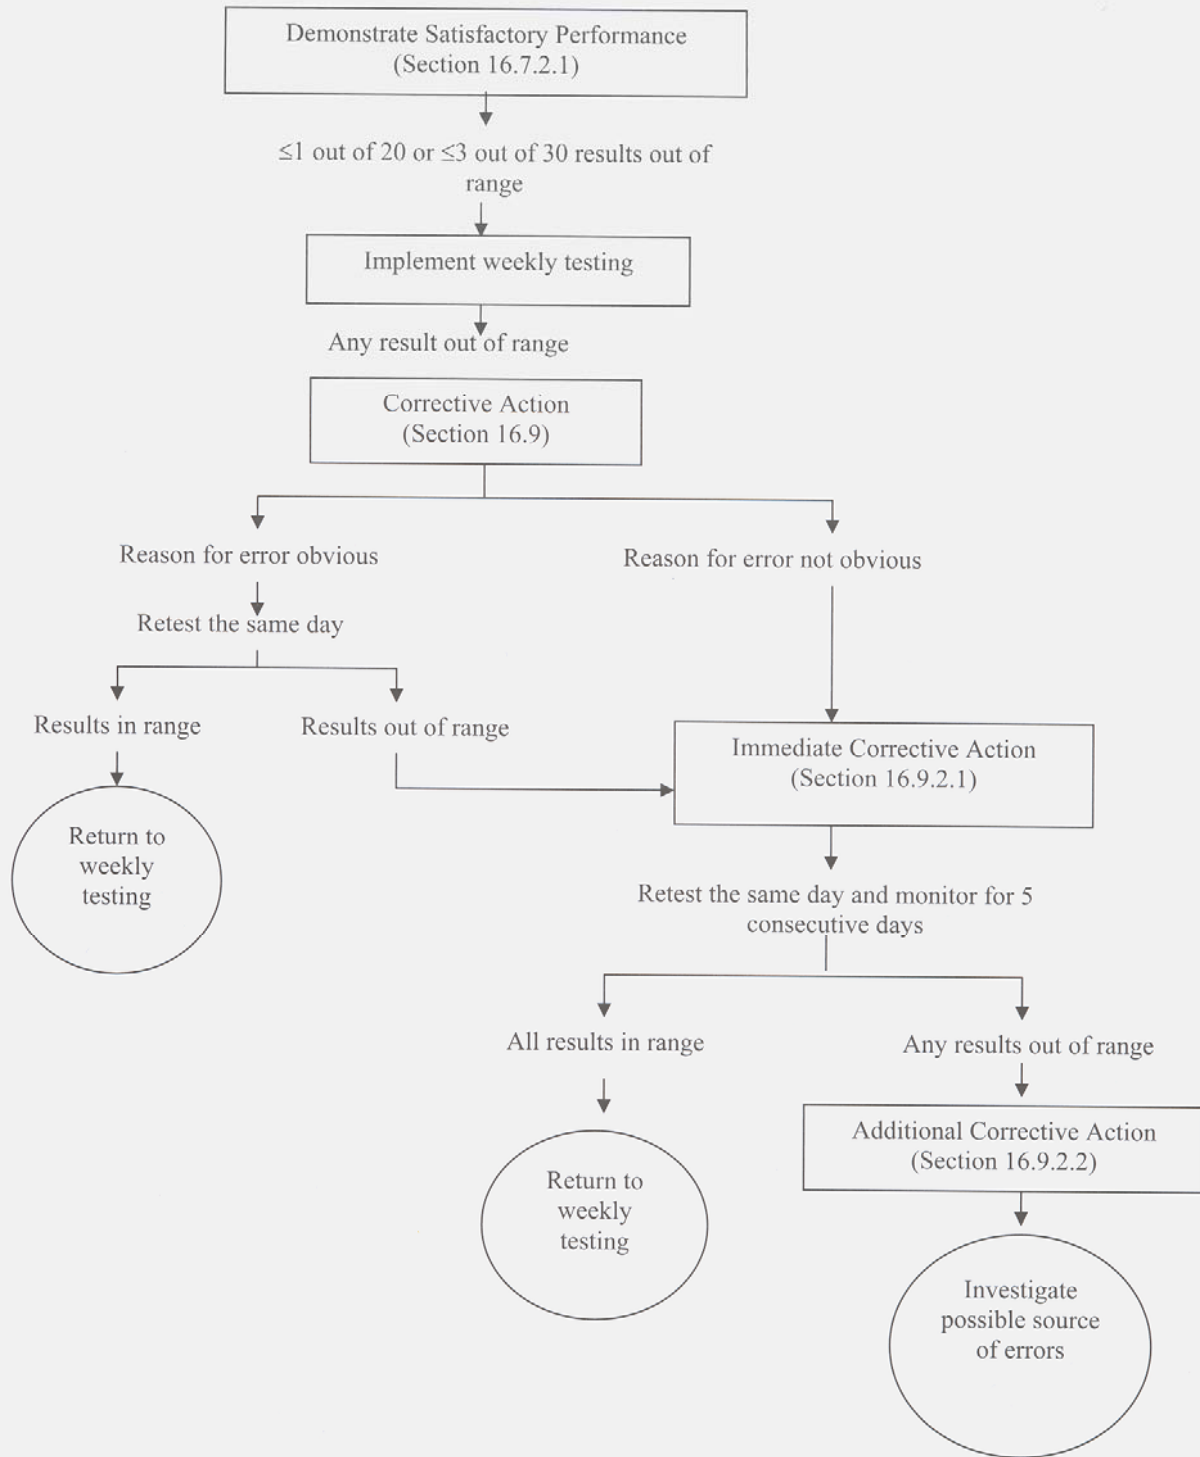 Demonstrate Satisfactory Performance
(Section 16.7.2.1)
≤1 out of 20 or ≤3 out of 30 results out of
range
Implement weekly testing
Any result out of range
Corrective Action
(Section 16.9)
Reason for error obvious
Reason for error not obvious
Retest the same day
Results in range
Results out of range
Immediate Corrective Action
(Section 16.9.2.1)
Return to
weekly
testing
Retest the same day and monitor for 5
consecutive days
All results in range
Any results out of range
Additional Corrective Action
(Section 16.9.2.2)
Return to
weekly
testing
Investigate
possible source
of errors